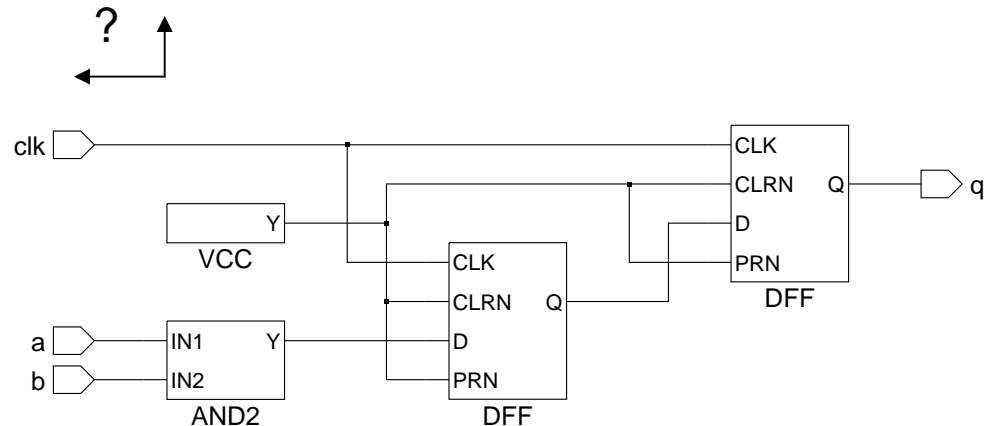 ?
clk
CLK
CLRN Q
D
PRN
DFF
q
Y
VCC
CLK
CLRN Q
D
PRN
DFF
a
b
IN1 Y
IN2
AND2